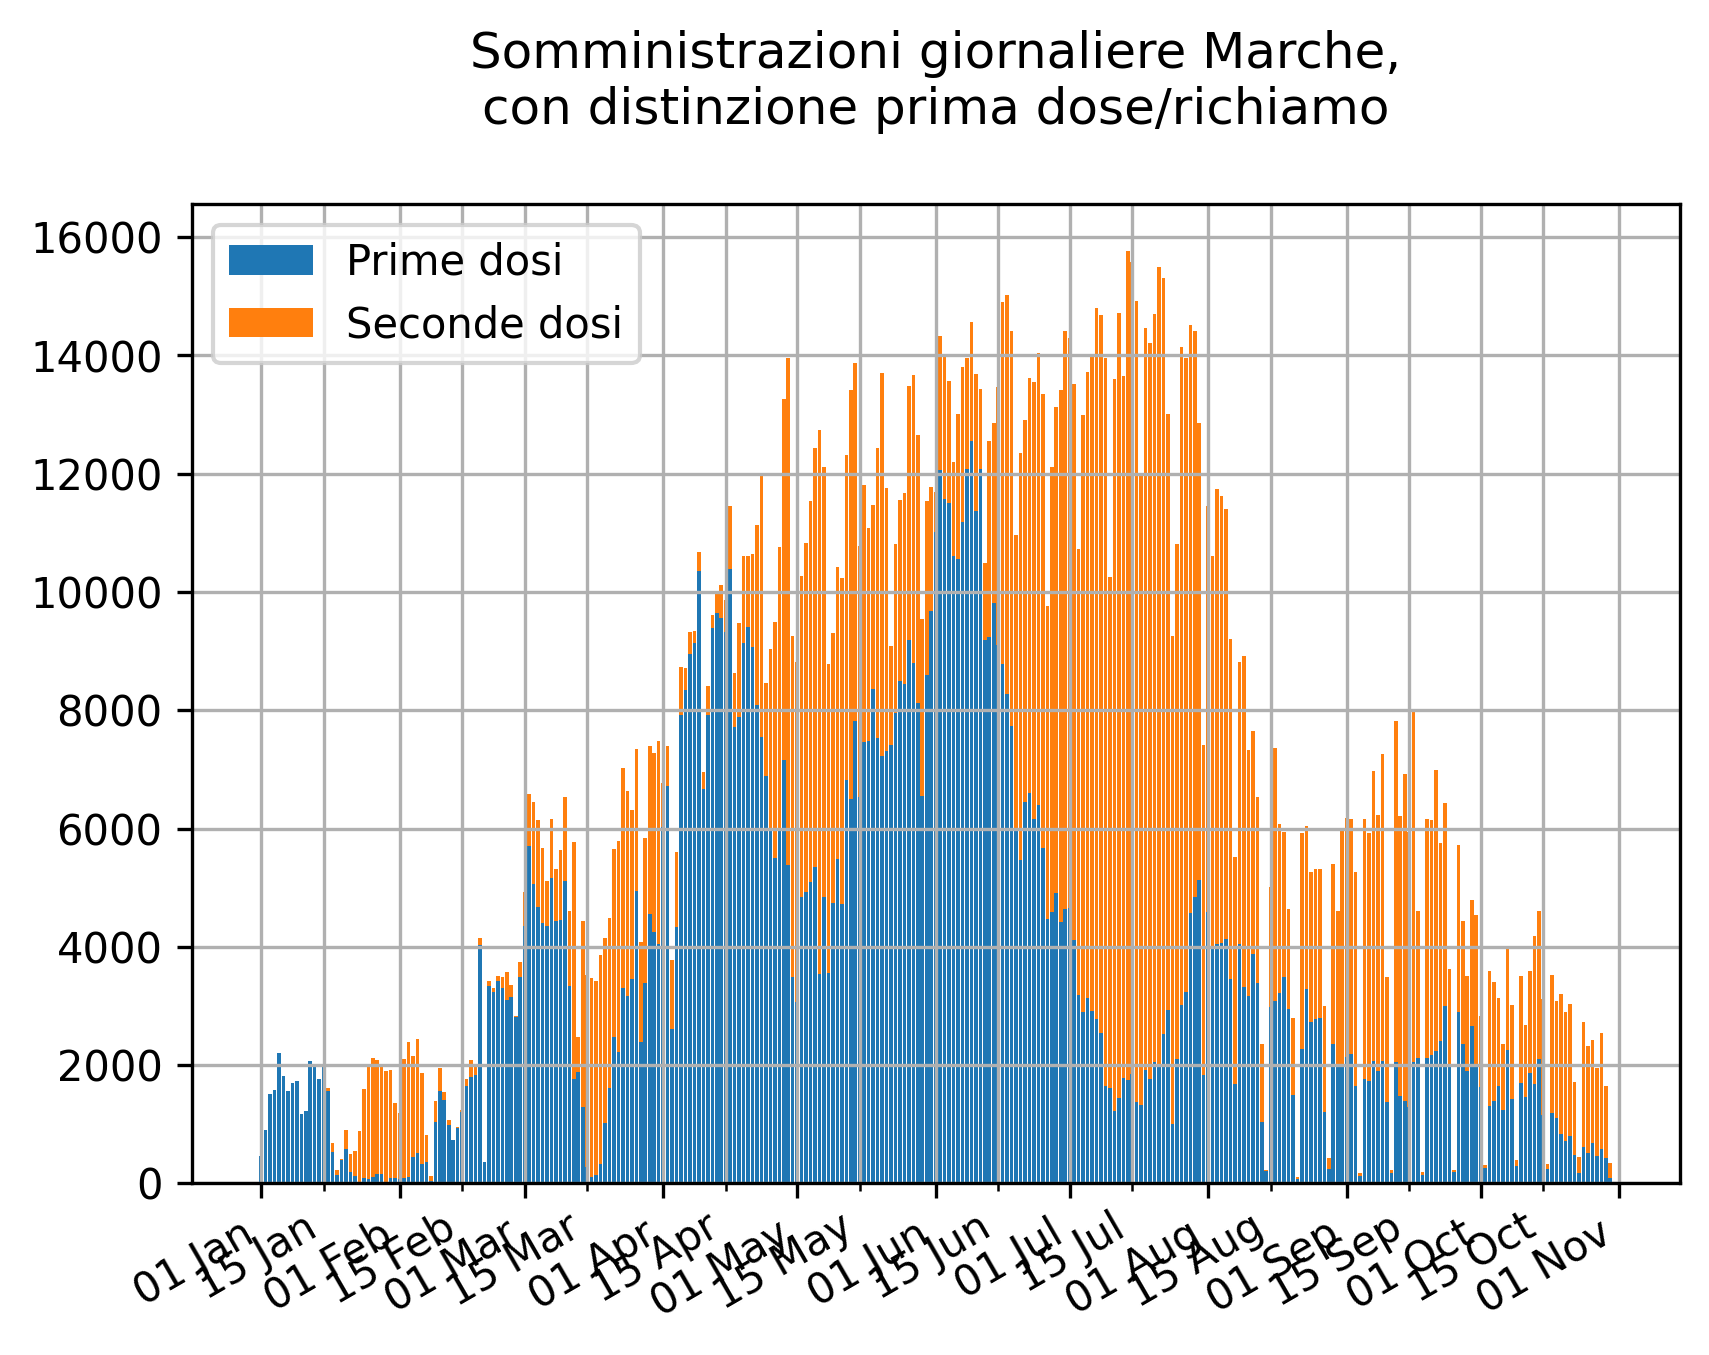 Somministrazioni giornaliere Marche,
con distinzione prima dose/richiamo
Prime dosi
Seconde dosi
16000
14000
12000
10000
8000
6000
4000
2000
0
01 Jan
15 Jan
01 Feb
15 Feb
01 Mar
15 Mar
01 Apr
15 Apr
01 May
15 May
01 Jun
15 Jun
01 Jul
15 Jul
01 Aug
15 Aug
01 Sep
15 Sep
01 Oct
15 Oct
01 Nov